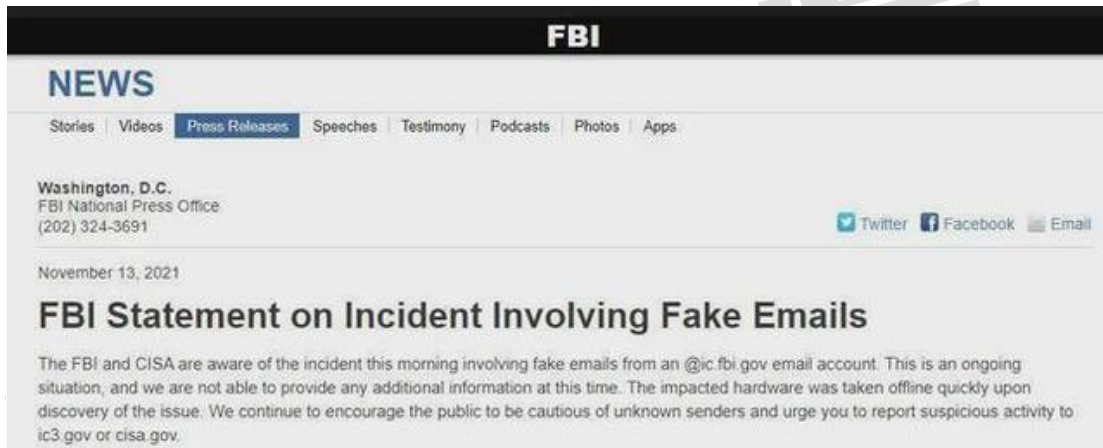 FBI
NEWS
Stories Videos Press Releases Speeches Testimony Podcasts Photos Apps
Washington, D.C.
FBI National Press Office
(202) 324-3691
Twitter Facebook Email
November 13, 2021
FBI Statement on Incident Involving Fake Emails
The FBI and CISA are aware of the incident this morning involving fake emails from an @ic.fbi.gov email account. This is an ongoing
situation, and we are not able to provide any additional information at this time. The impacted hardware was taken offline quickly upon
discovery of the issue. We continue to encourage the public to be cautious of unknown senders and urge you to report suspicious activity to
ic3.gov or cisa.gov.